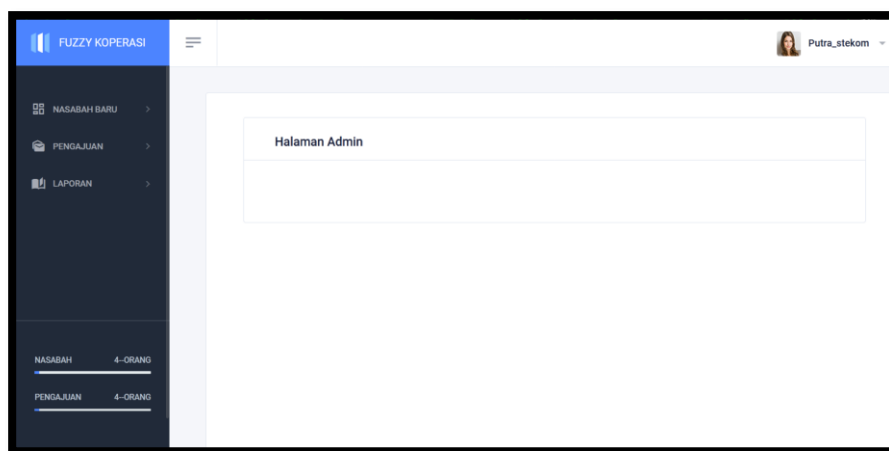 FUZZY KOPERASI
Putra_stekom
NASABAH BARU
PENGAJUAN
LAPORAN
Halaman Admin
NASABAH 4--ORANG
PENGAJUAN 4--ORANG